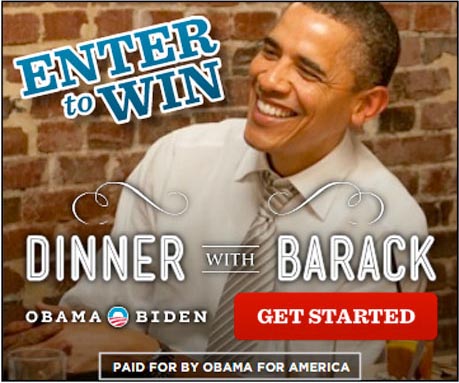 ENTER
to WIN
DINNER WITH BARACK
OBAMA BIDEN
GET STARTED
PAID FOR BY OBAMA FOR AMERICA